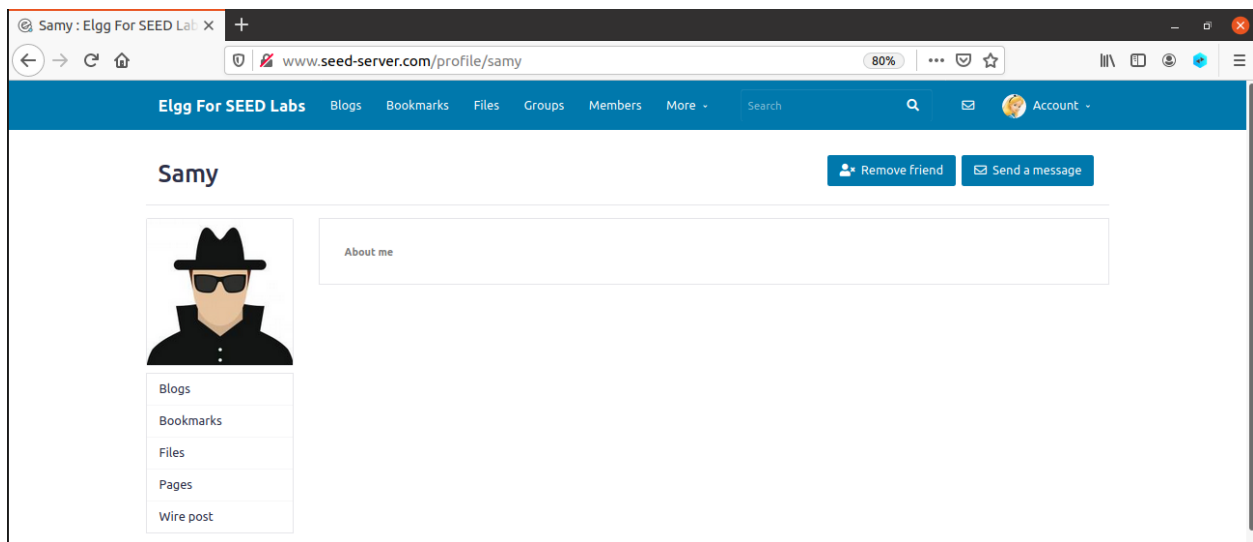 Samy : Elgg For SEED Lab
www.seed-server.com/profile/samy 80%
Elgg For SEED Labs Blogs Bookmarks Files Groups Members More Search Account
Samy Remove friend Send a message
About me
Blogs
Bookmarks
Files
Pages
Wire post